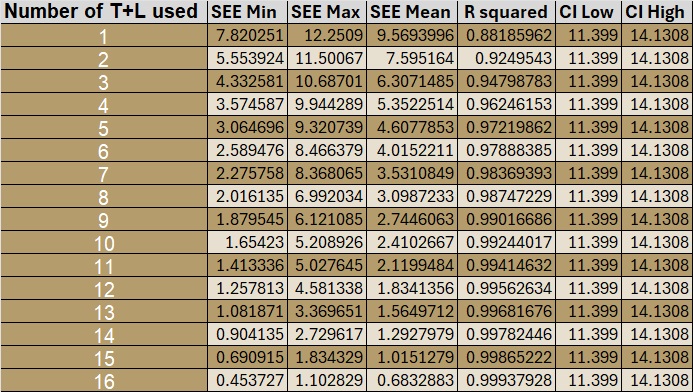 Number of T+L used SEE Min SEE Max SEE Mean R squared CI Low CI High
1 7.820251 12.2509 9.5693996 0.88185962 11.399 14.1308
2 5.553924 11.50067 7.595164 0.9249543 11.399 14.1308
3 4.332581 10.68701 6.3071485 0.94798783 11.399 14.1308
4 3.574587 9.944289 5.3522514 0.96246153 11.399 14.1308
5 3.064696 9.320739 4.6077853 0.97219862 11.399 14.1308
6 2.589476 8.466379 4.0152211 0.97888385 11.399 14.1308
7 2.275758 8.368065 3.5310849 0.98369393 11.399 14.1308
8 2.016135 6.992034 3.0987233 0.98747229 11.399 14.1308
9 1.879545 6.121085 2.7446063 0.99016686 11.399 14.1308
10 1.65423 5.208926 2.4102667 0.99244017 11.399 14.1308
11 1.413336 5.027645 2.1199484 0.99414632 11.399 14.1308
12 1.257813 4.581338 1.8341356 0.99562634 11.399 14.1308
13 1.081871 3.369651 1.5649712 0.99681676 11.399 14.1308
14 0.904135 2.729617 1.2927979 0.99782446 11.399 14.1308
15 0.690915 1.834329 1.0151279 0.99865222 11.399 14.1308
16 0.453727 1.102829 0.6832883 0.99937928 11.399 14.1308